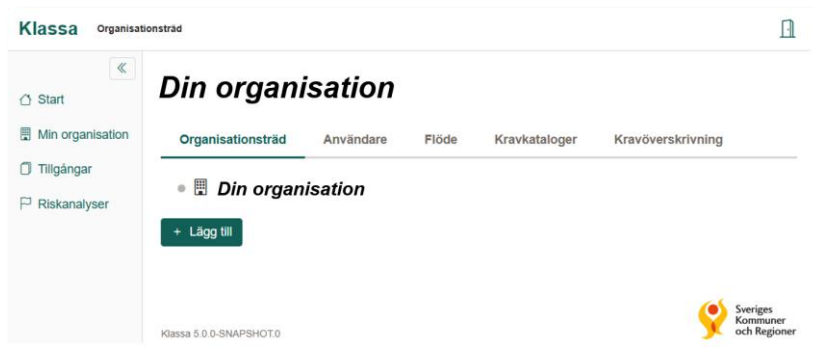 Klassa Organisationsträd
Start
Min organisation
Tillgångar
Riskanalyser
Din organisation
Organisationsträd Användare Flöde Kravkataloger Kravöverskrivning
Din organisation
+ Lägg till
Klassa 5.0.0-SNAPSHOT.0
Sveriges
Kommuner
och Regioner